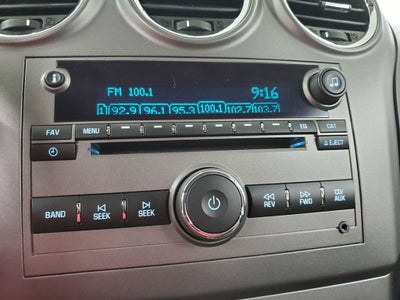 FM 100.1 9:16
1 92.9 96.1 95.3 100.1 102.7 103.7
FAV MENU EQ CAT
EJECT
BAND SEEK SEEK REV FWD CD/AUX